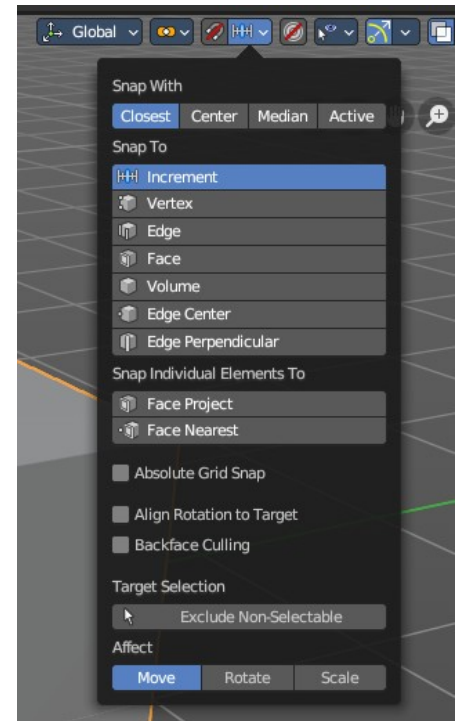 Global
Snap With
Closest Center Median Active
Snap To
Increment
Vertex
Edge
Face
Volume
Edge Center
Edge Perpendicular
Snap Individual Elements To
Face Project
Face Nearest
Absolute Grid Snap
Align Rotation to Target
Backface Culling
Target Selection
Exclude Non-Selectable
Affect
Move Rotate Scale